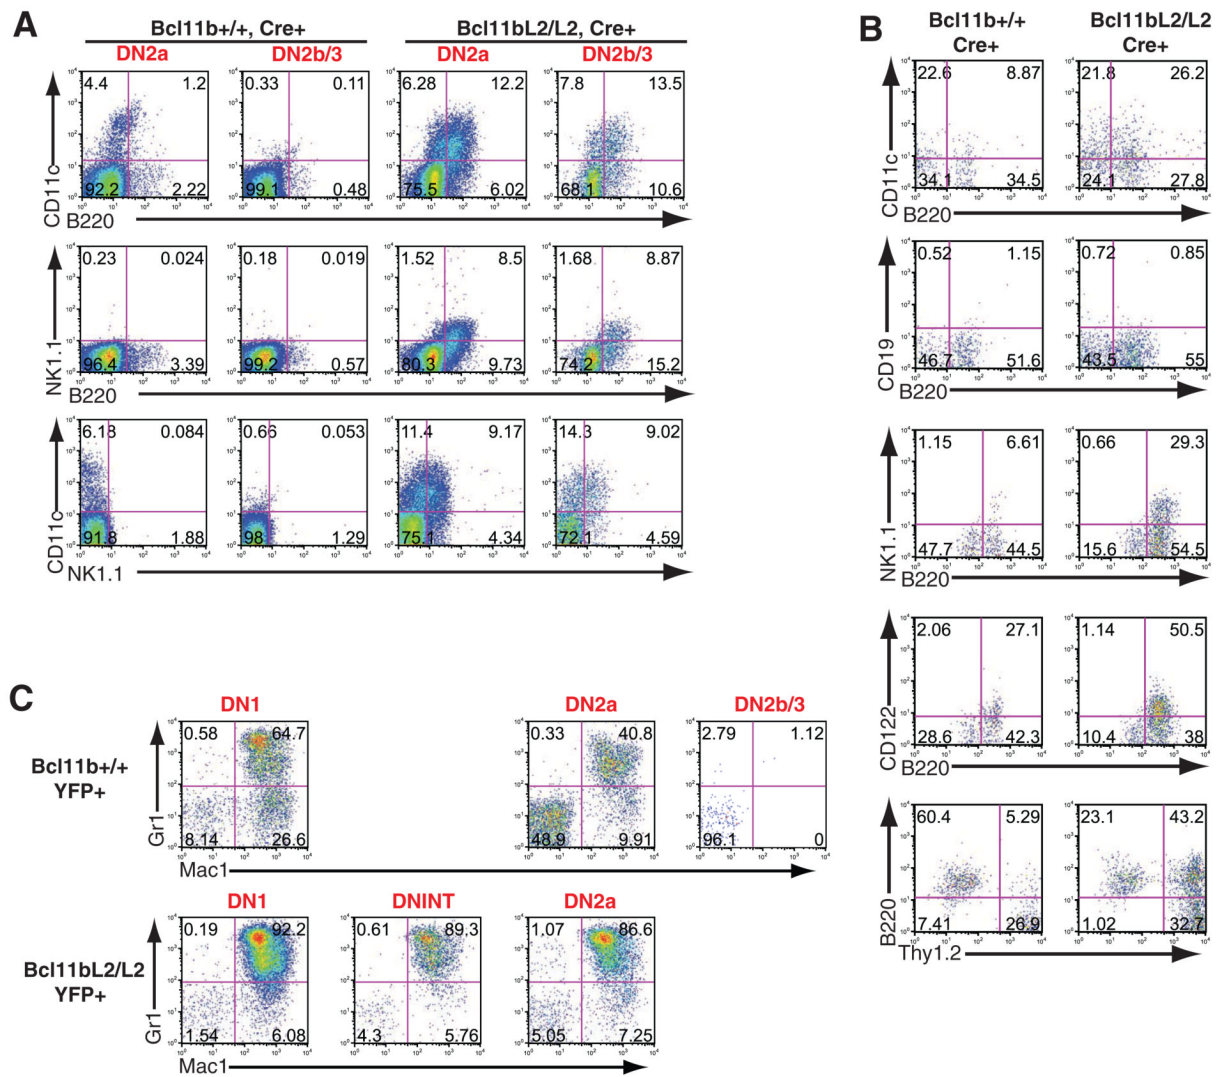 A
Bcl11b+/+, Cre+
Bcl11bL2/L2, Cre+
DN2a
DN2b/3
DN2a
DN2b/3
4.4 1.2
92.2 2.22
0.33 0.11
99.1 0.48
6.28 12.2
75.5 6.02
7.8 13.5
68.1 10.6
CD11c
B220
0.23 0.024
96.4 3.39
0.18 0.019
99.2 0.57
1.52 8.5
80.3 9.73
1.68 8.87
74.2 15.2
NK1.1
B220
6.18 0.084
91.8 1.88
0.66 0.053
98 1.29
11.4 9.17
75.1 4.34
14.3 9.02
72.1 4.59
CD11c
NK1.1
B
Bcl11b+/+
Cre+
Bcl11bL2/L2
Cre+
22.6 8.87
34.1 34.5
21.8 26.2
24.1 27.8
CD11c
B220
0.52 1.15
46.7 51.6
0.72 0.85
43.5 55
CD19
B220
1.15 6.61
47.7 44.5
0.66 29.3
15.6 54.5
NK1.1
B220
2.06 27.1
28.6 42.3
1.14 50.5
10.4 38
CD122
B220
60.4 5.29
7.41 26.9
23.1 43.2
1.02 32.7
B220
Thy1.2
C
DN1
DN2a
DN2b/3
Bcl11b+/+
YFP+
0.58 64.7
8.14 26.6
0.33 40.8
48.9 9.91
2.79 1.12
96.1 0
Gr1
Mac1
DN1
DNINT
DN2a
Bcl11bL2/L2
YFP+
0.19 92.2
1.54 6.08
0.61 89.3
4.3 5.76
1.07 86.6
5.05 7.25
Gr1
Mac1